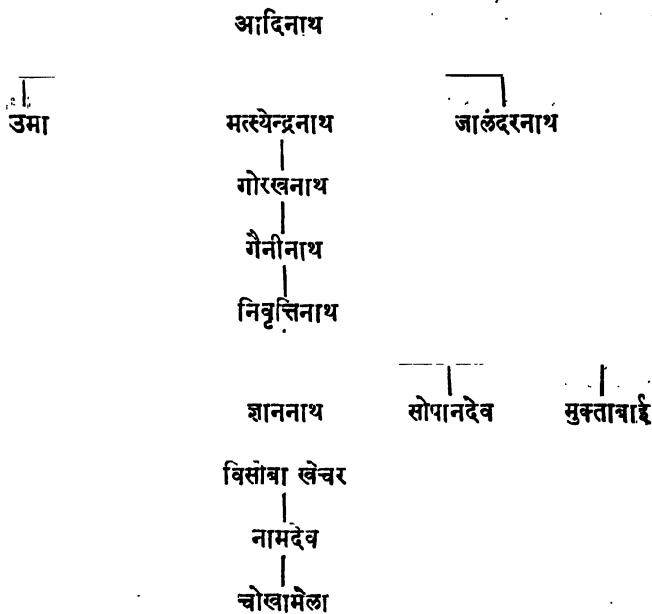 आदिनाथ
उमा मत्स्येन्द्रनाथ जालंदरनाथ
गोरखनाथ
गैनीनाथ
निवृत्तिनाथ
ज्ञाननाथ सोपानदेव मुक्ताबाई
विसोबा खेचर
नामदेव
चोखामेला